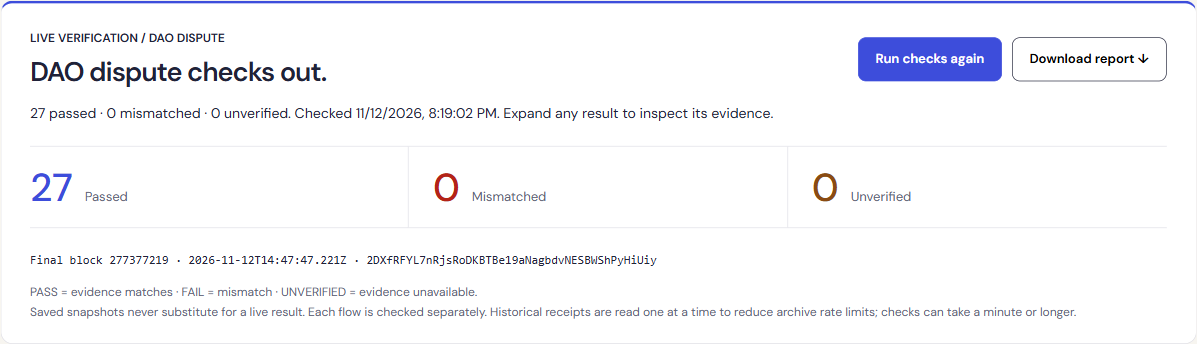 LIVE VERIFICATION / DAO DISPUTE
DAO dispute checks out.
Run checks again
Download report ↓
27 passed · 0 mismatched · 0 unverified. Checked 11/12/2026, 8:19:02 PM. Expand any result to inspect its evidence.
27 Passed
0 Mismatched
0 Unverified
Final block 277377219 · 2026-11-12T14:47:47.221Z · 2DXfRFYL7nRjsRoDKBTBe19aNagbdvNESBWShPyHiUiy
PASS = evidence matches · FAIL = mismatch · UNVERIFIED = evidence unavailable.
Saved snapshots never substitute for a live result. Each flow is checked separately. Historical receipts are read one at a time to reduce archive rate limits; checks can take a minute or longer.